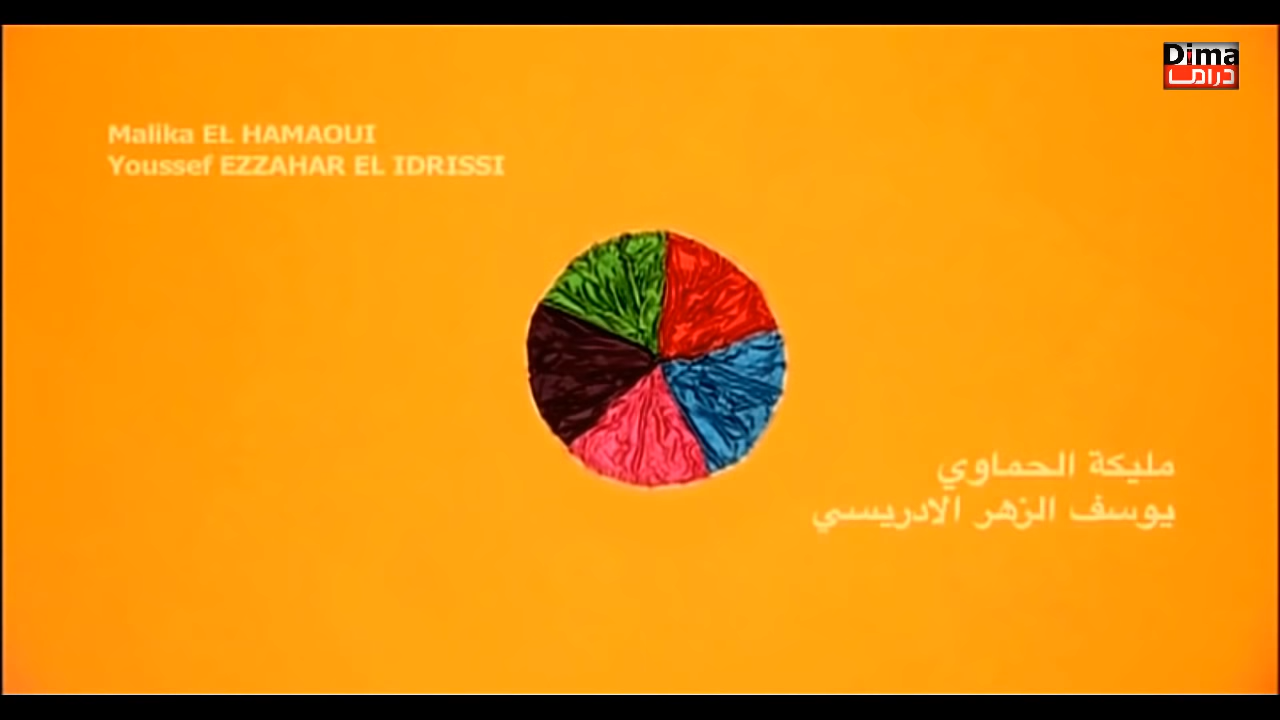 Dima
دراما
Malika EL HAMAOUI
Youssef EZZAHAR EL IDRISSI
مليكة الحماوي
يوسف الزهر الادريسي